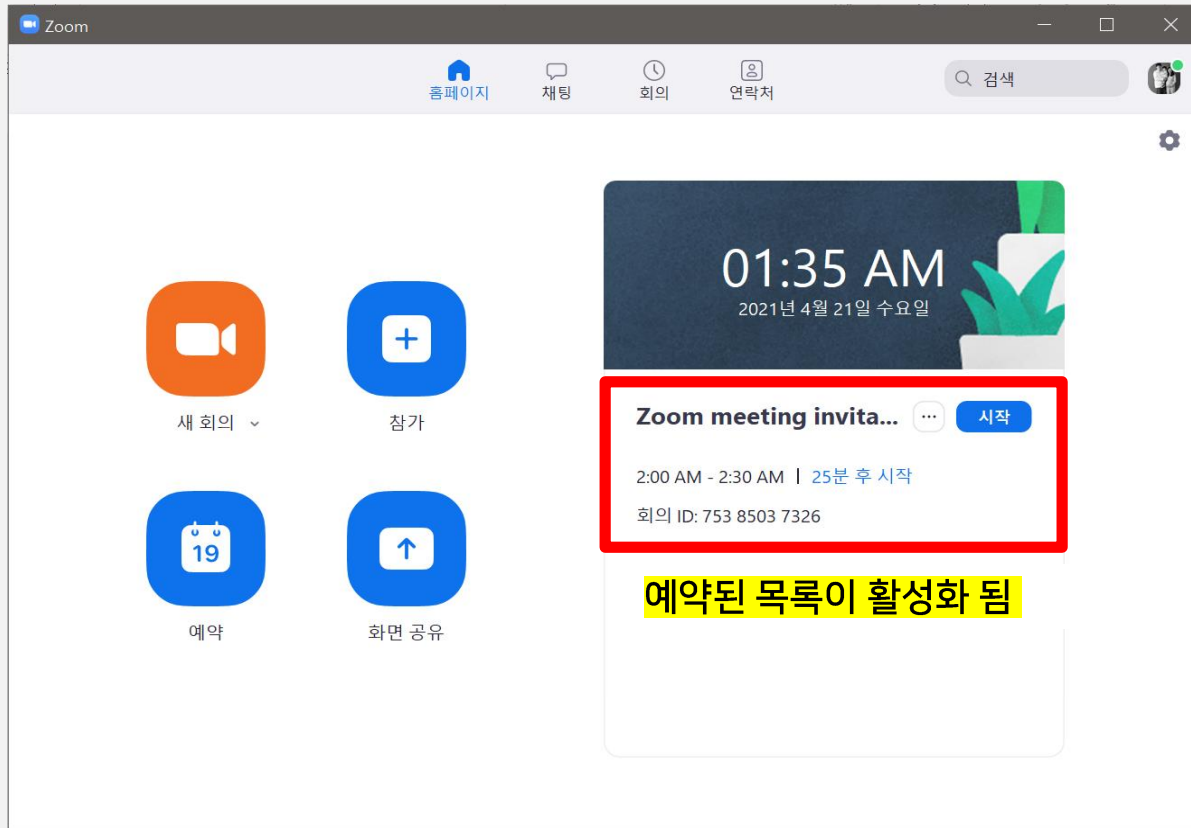 Zoom
홈페이지
채팅
회의
연락처
검색
01:35 AM
2021년 4월 21일 수요일
새 회의
참가
Zoom meeting invita... ... 시작
2:00 AM - 2:30 AM | 25분 후 시작
회의 ID: 753 8503 7326
19
예약
화면 공유
예약된 목록이 활성화 됨